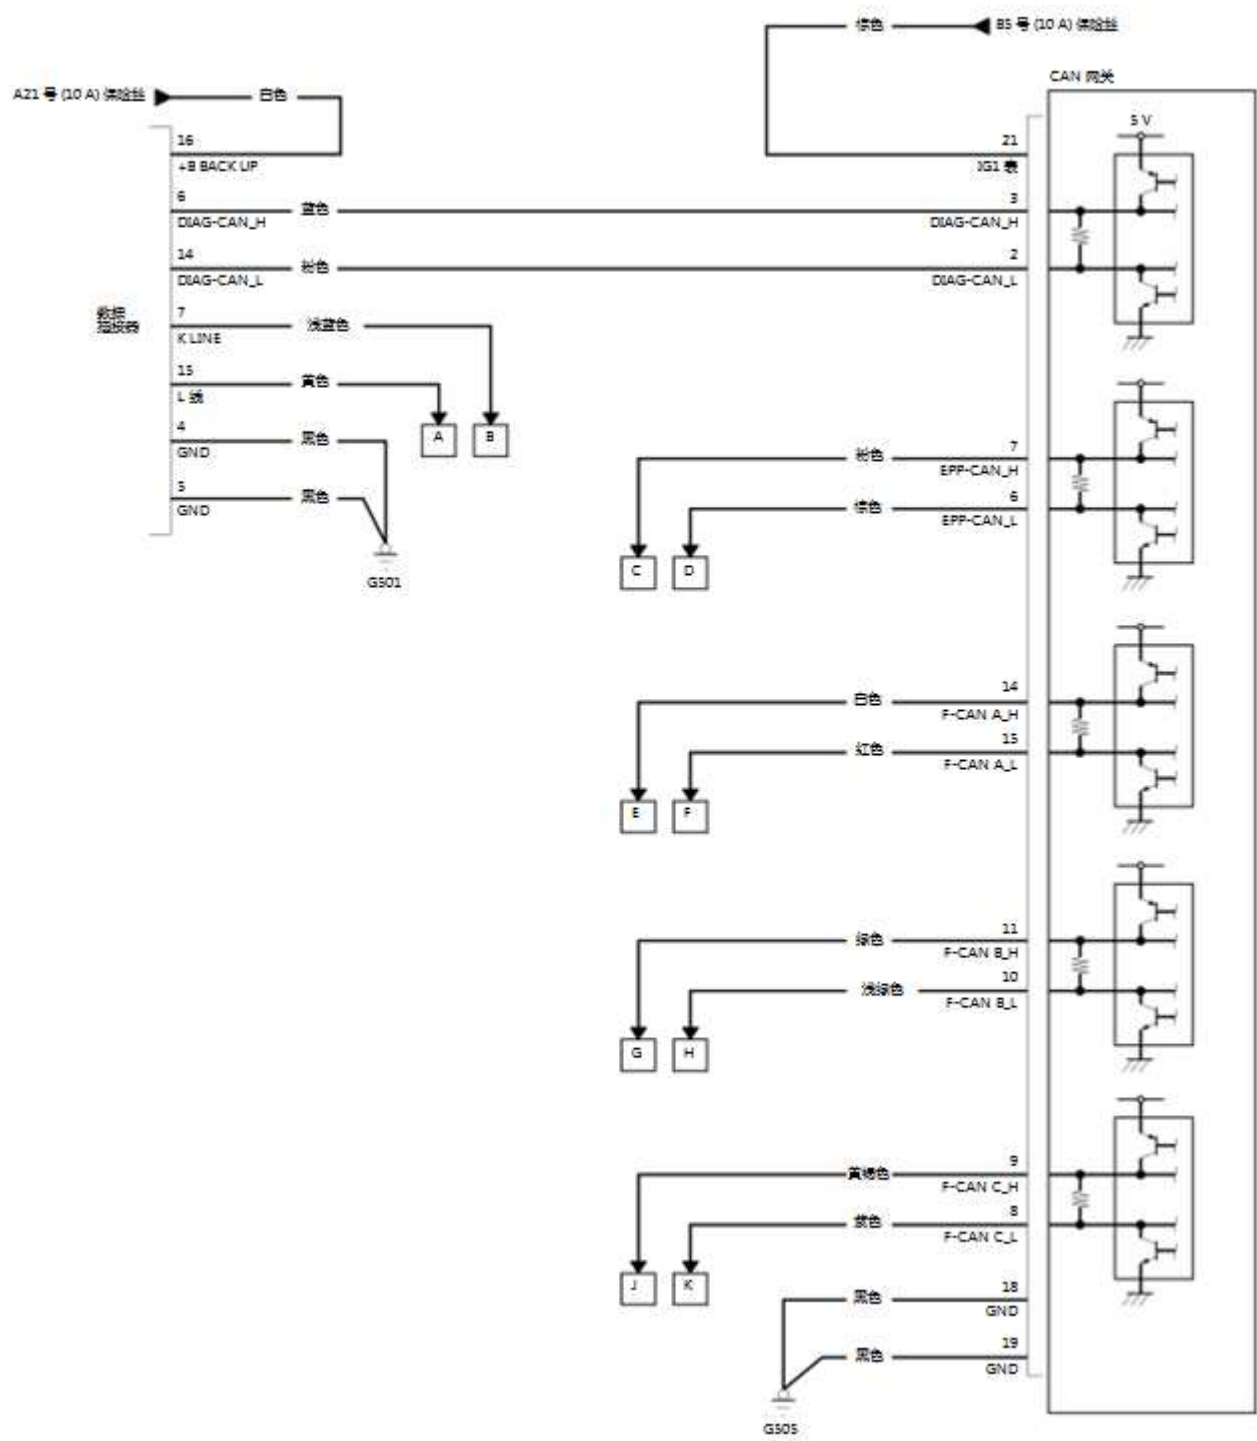 棕色
B5 号 (10 A) 保险丝
CAN 网关
A21 号 (10 A) 保险丝
白色
5 V
16
+B BACK UP
21
IG1 表
6
蓝色
3
DIAG-CAN_H
DIAG-CAN_H
14
粉色
2
DIAG-CAN_L
DIAG-CAN_L
数据
插接器
7
浅蓝色
K LINE
15
黄色
L 线
4
黑色
GND
A
B
5
黑色
GND
G501
粉色
7
EPP-CAN_H
棕色
6
EPP-CAN_L
C
D
白色
14
F-CAN A_H
红色
15
F-CAN A_L
E
F
绿色
11
F-CAN B_H
浅绿色
10
F-CAN B_L
G
H
黄褐色
9
F-CAN C_H
8
F-CAN C_L
J
K
黑色
18
GND
黑色
19
GND
G505